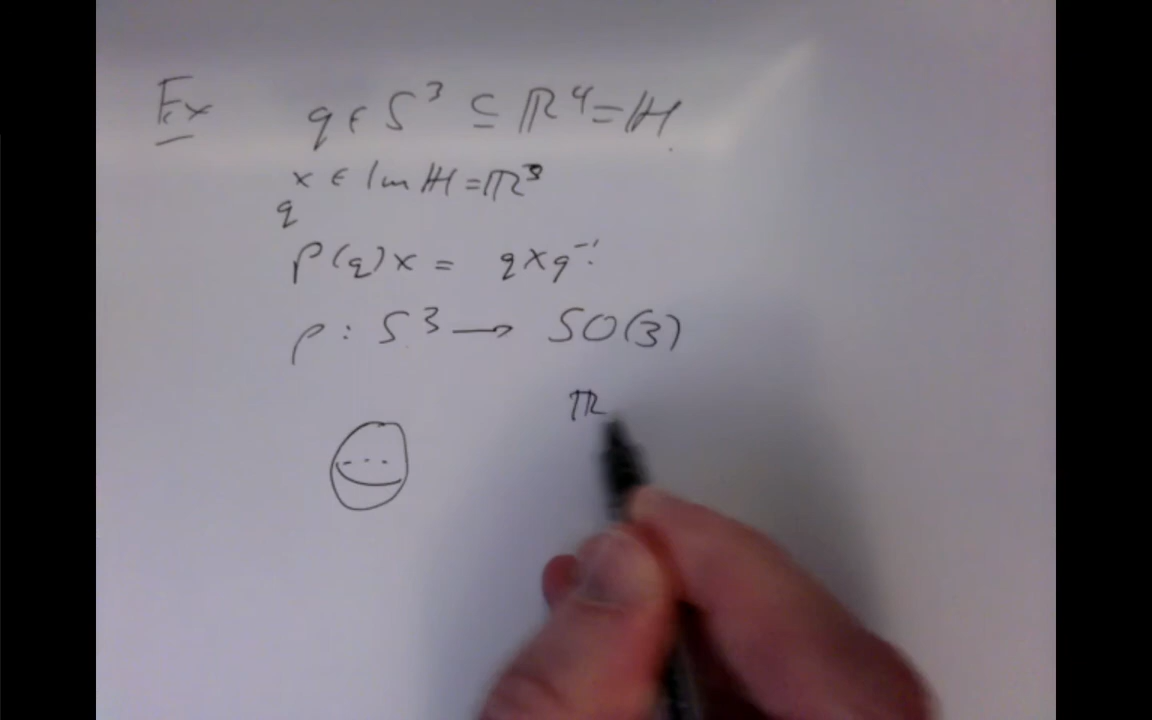 Ex q ∈ S³ ⊆ ℝ⁴ = ℍ
x ∈ Im ℍ = ℝ³
q
ρ(q)x = qxq⁻¹
ρ : S³ → SO(3)
ℝ